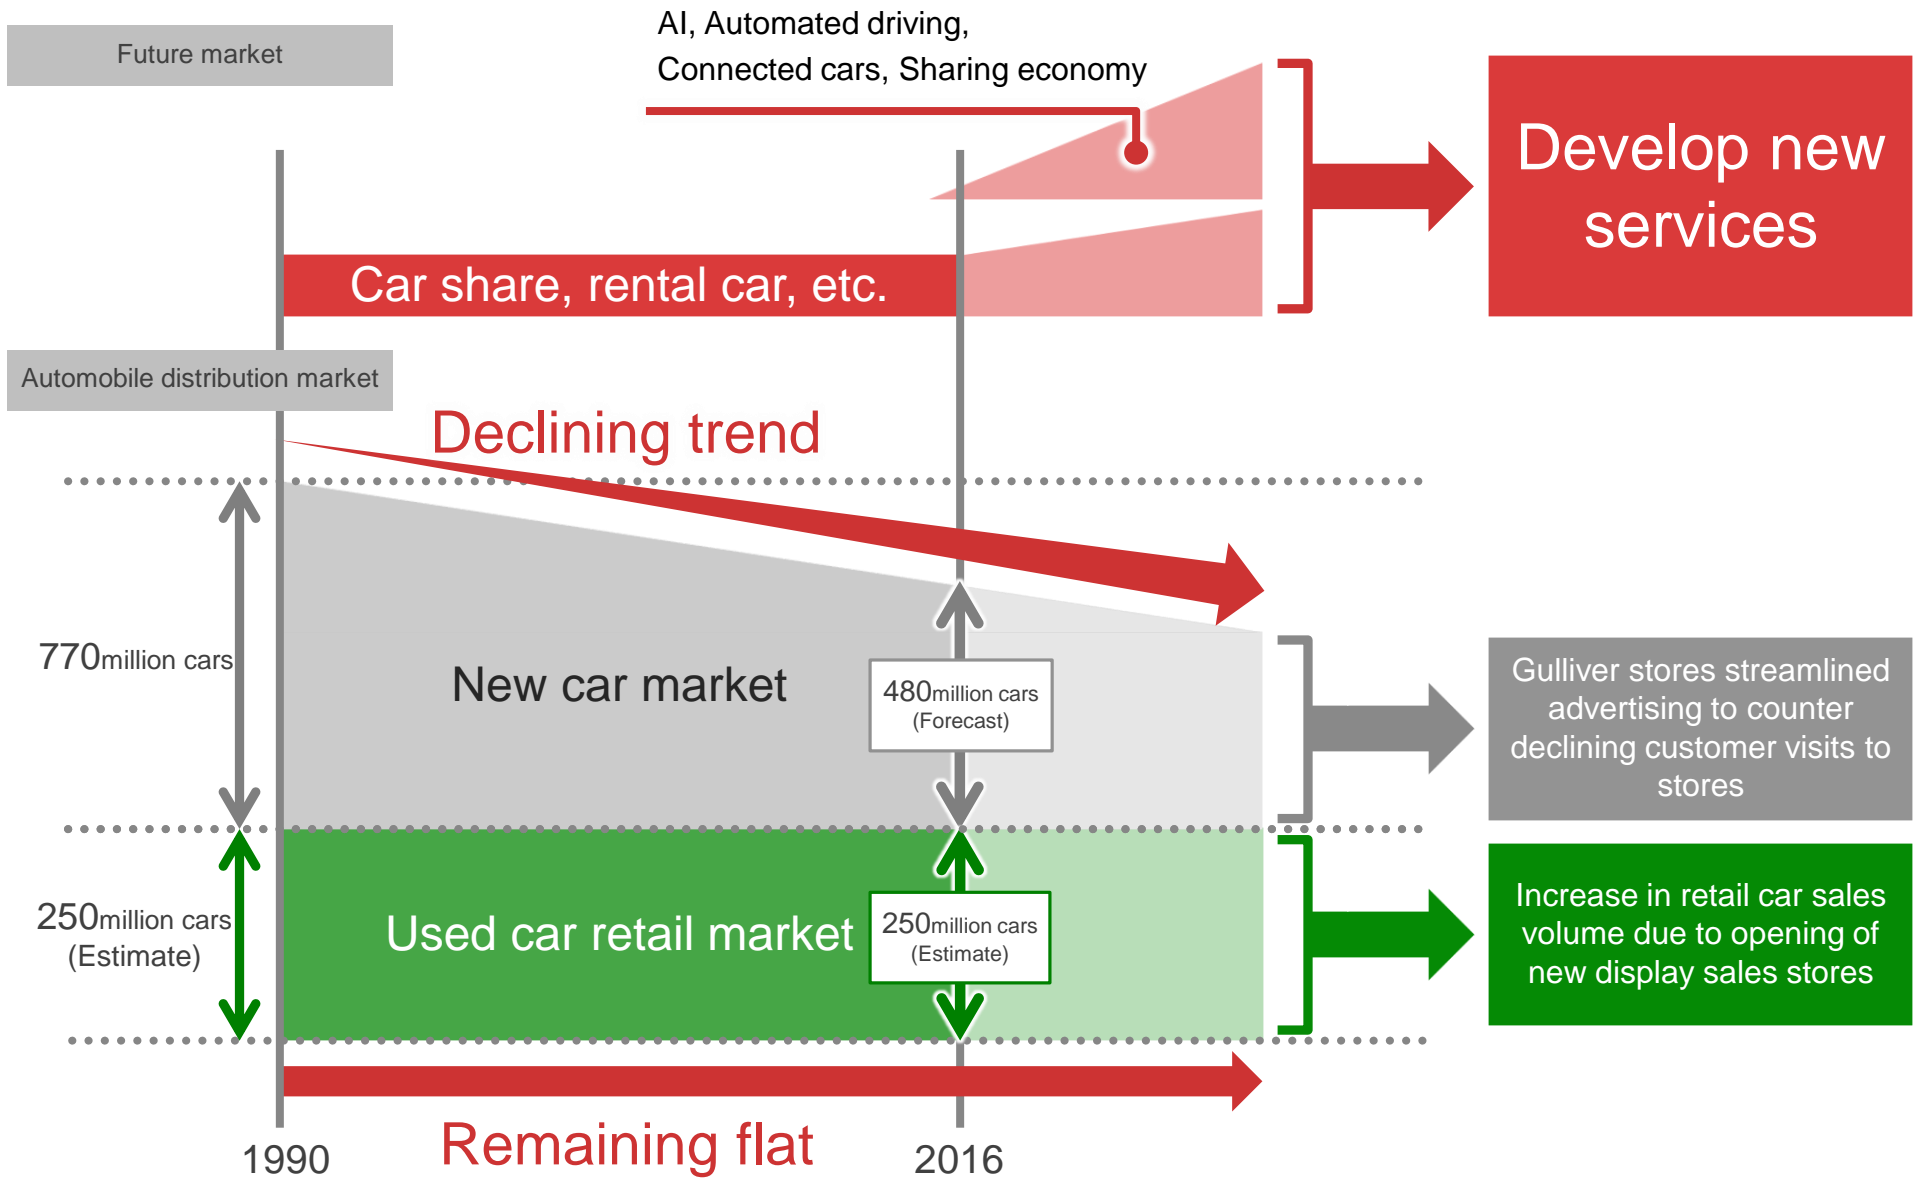 Future market
AI, Automated driving,
Connected cars, Sharing economy
Develop new
services
Car share, rental car, etc.
Automobile distribution market
Declining trend
770million cars
New car market
480million cars
(Forecast)
Gulliver stores streamlined
advertising to counter
declining customer visits to
stores
250million cars
(Estimate)
Used car retail market
250million cars
(Estimate)
Increase in retail car sales
volume due to opening of
new display sales stores
Remaining flat
1990
2016